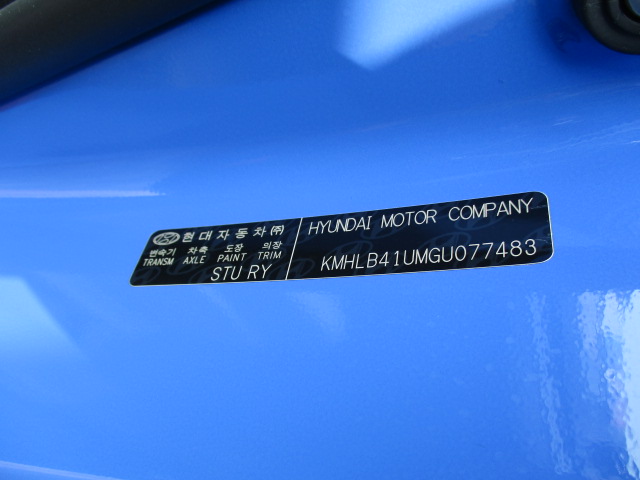 현대자동차(주)
변속기 차축 도장 의장
TRANSM AXLE PAINT TRIM
STU RY
HYUNDAI MOTOR COMPANY
KMHLB41UMGU077483